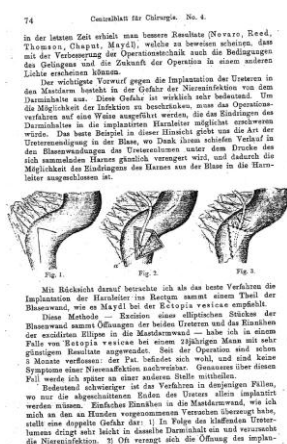 74
Centralblatt für Chirurgie. No. 4.
in der letzten Zeit erhielt man bessere Resultate (Novaro, Reed,
Thomson, Chaput, Maydl), welche zu beweisen scheinen, dass
mit der Verbesserung der Operationstechnik auch die Bedingungen
des Gelingens und die Zukunft der Operation in einem anderen
Lichte erscheinen können.
Der wichtigste Vorwurf gegen die Implantation der Ureteren in
den Mastdarm besteht in der Gefahr der Niereninfektion von dem
Darminhalte aus. Diese Gefahr ist wirklich sehr bedeutend. Um
die Möglichkeit der Infektion zu beschränken, muss das Operations-
verfahren auf eine Weise ausgeführt werden, die das Eindringen des
Darminhaltes in die implantirten Harnleiter möglichst erschweren
würde. Das beste Beispiel in dieser Hinsicht giebt uns die Art der
Ureterenendigung in der Blase, wo Dank ihrem schiefen Verlauf in
den Blasenwandungen das Ureterenlumen unter dem Drucke des
sich sammelnden Harnes gänzlich verengert wird, und dadurch die
Möglichkeit des Eindringens des Harnes aus der Blase in die Harn-
leiter ausgeschlossen ist.
Fig. 1.
Fig. 2.
Fig. 3.
Mit Rücksicht darauf betrachte ich als das beste Verfahren die
Implantation der Harnleiter ins Rectum sammt einem Theil der
Blasenwand, wie es Maydl bei der Ectopia vesicae empfiehlt.
Diese Methode — Excision eines elliptischen Stückes der
Blasenwand sammt Öffnungen der beiden Ureteren und das Einnähen
der excidirten Ellipse in die Mastdarmwand — habe ich in einem
Falle von Ectopia vesicae bei einem 23jährigen Mann mit sehr
günstigem Resultate angewendet. Seit der Operation sind schon
5 Monate verflossen: der Pat. befindet sich wohl, und sind keine
Symptome einer Nierenaffektion nachweisbar. Genaueres über diesen
Fall werde ich später an einer anderen Stelle mittheilen.
Bedeutend schwieriger ist das Verfahren in denjenigen Fällen,
wo nur die abgeschnittenen Enden des Ureters allein implantirt
werden müssen. Einfaches Einnähen in die Mastdarmwand, wie ich
mich an den an Hunden vorgenommenen Versuchen überzeugt habe,
stellt eine doppelte Gefahr dar: 1) In Folge des klaffenden Ureter-
lumens dringt sehr leicht in dasselbe Darminhalt ein und verursacht
die Niereninfektion. 2) Oft verengt sich die Öffnung des implan-